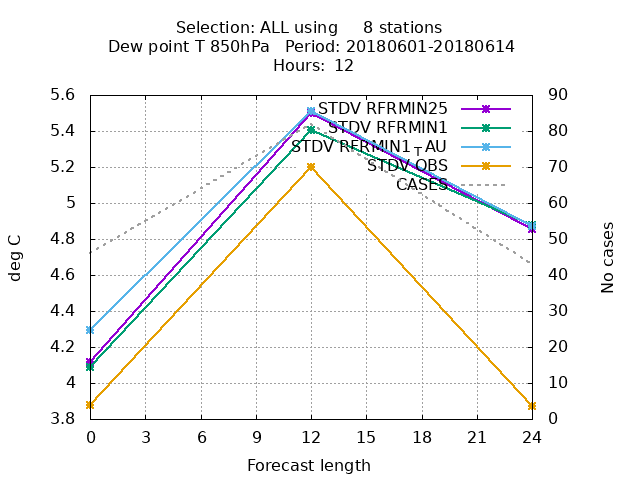 Selection: ALL using     8 stations
Dew point T 850hPa   Period: 20180601-20180614
Hours:  12
5.6
5.4
5.2
5
4.8
4.6
4.4
4.2
4
3.8
deg C
90
80
70
60
50
40
30
20
10
0
No cases
STDV RFRMIN25
STDV RFRMIN1
STDV RFRMIN1TAU
STDV OBS
CASES
0 3 6 9 12 15 18 21 24
Forecast length